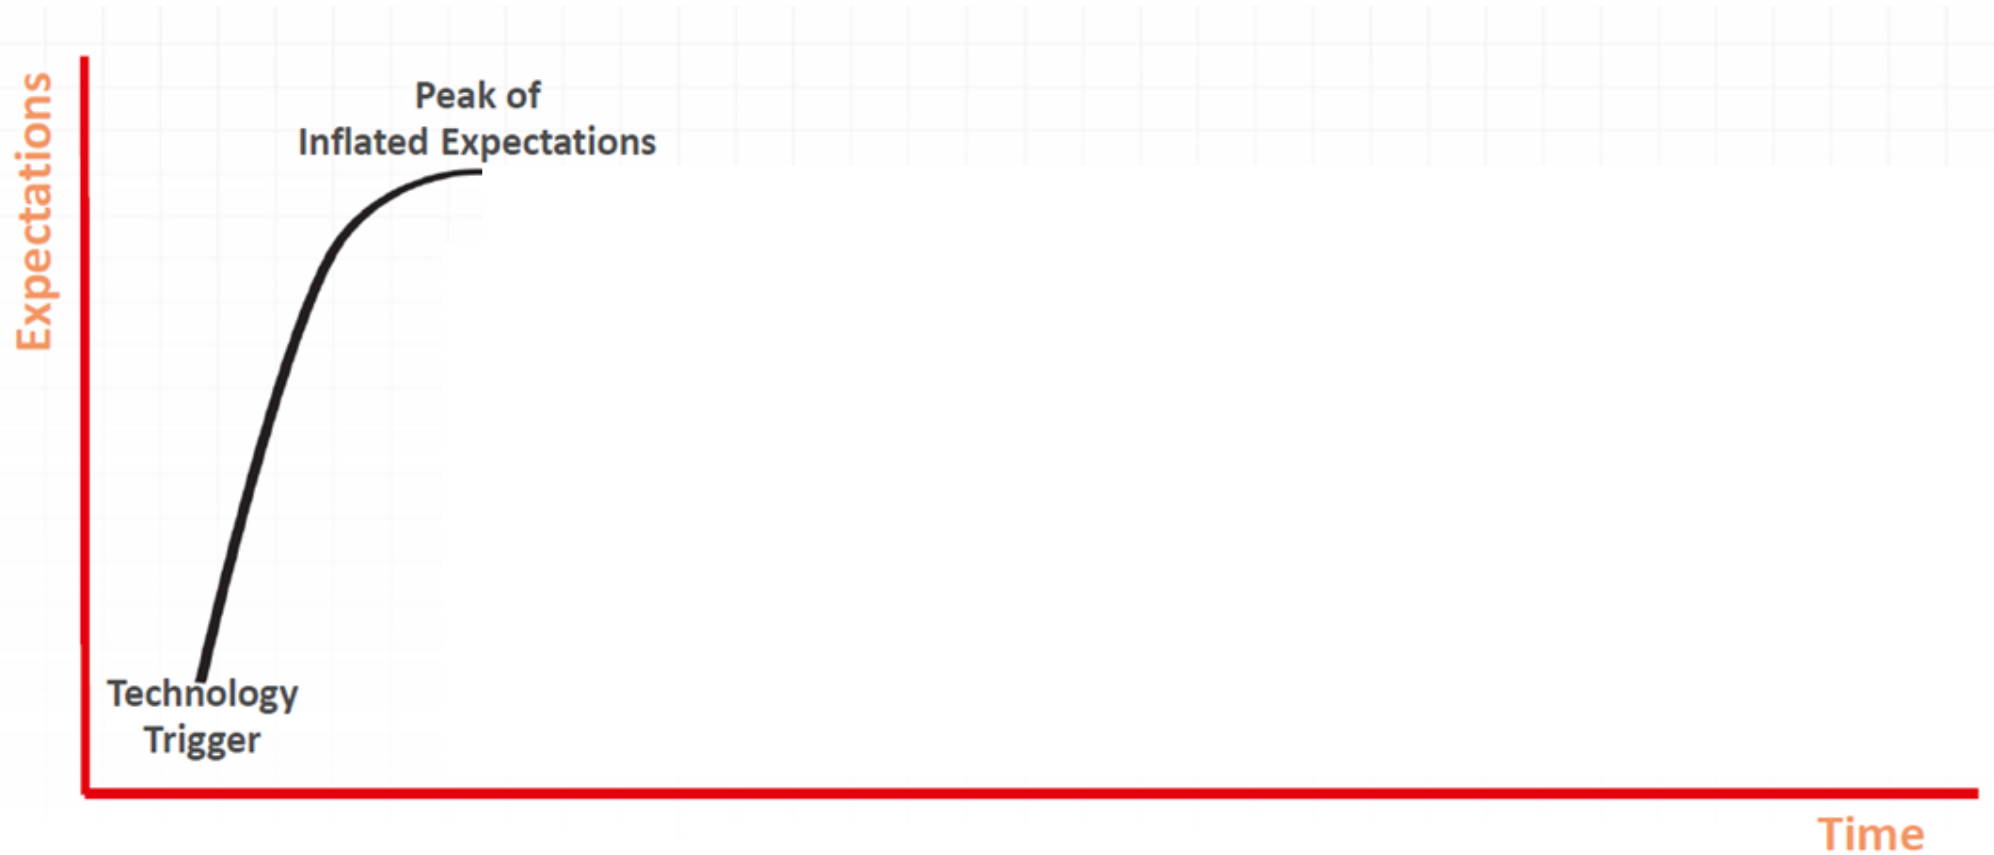 Expectations
Peak of
Inflated Expectations
Technology
Trigger
Time